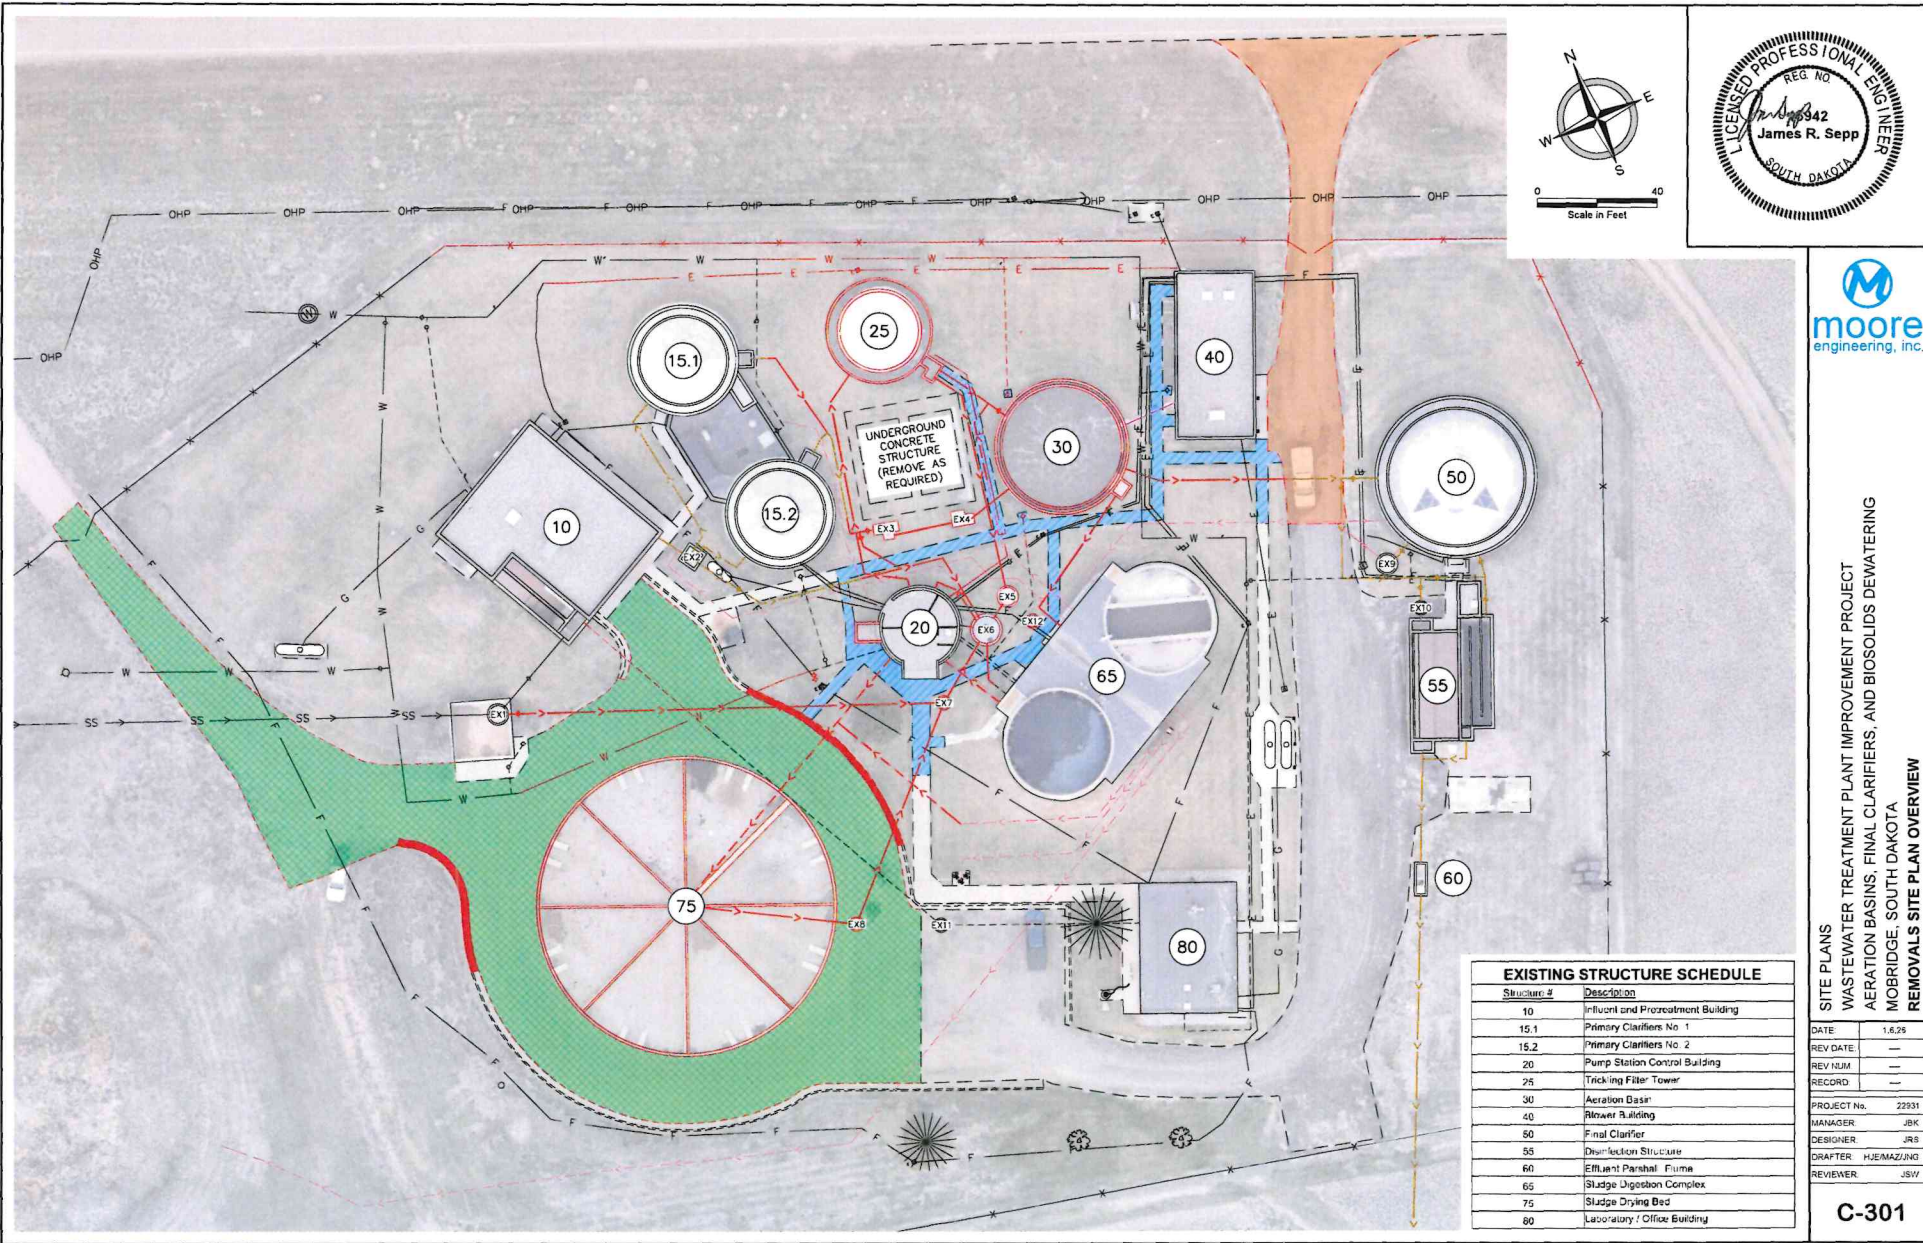 N
E
W
S
0 40
Scale in Feet
LICENSED PROFESSIONAL ENGINEER
REG. NO.
942
James R. Sepp
SOUTH DAKOTA
moore
engineering, inc.
OHP OHP OHP F OHP F OHP F OHP F OHP F OHP OHP OHP OHP OHP
OHP
OHP
W W W W W
E E E E E
15.1
25
40
UNDERGROUND
CONCRETE
STRUCTURE
(REMOVE AS
REQUIRED)
30
50
10
15.2
EX3
EX4
EX2
EX9
EX5
EX10
20
EX6
EX12
65
55
W W W W
SS SS SS SS
EX1
EX7
60
75
EX8
EX11
80
EXISTING STRUCTURE SCHEDULE
Structure # Description
10 Influent and Pretreatment Building
15.1 Primary Clarifiers No. 1
15.2 Primary Clarifiers No. 2
20 Pump Station Control Building
25 Trickling Filter Tower
30 Aeration Basin
40 Blower Building
50 Final Clarifier
55 Disinfection Structure
60 Effluent Parshall Flume
65 Sludge Digestion Complex
75 Sludge Drying Bed
80 Laboratory / Office Building
SITE PLANS
WASTEWATER TREATMENT PLANT IMPROVEMENT PROJECT
AERATION BASINS, FINAL CLARIFIERS, AND BIOSOLIDS DEWATERING
MOBRIDGE, SOUTH DAKOTA
REMOVALS SITE PLAN OVERVIEW
DATE: 1.6.26
REV DATE: —
REV NUM —
RECORD: —
PROJECT No. 22931
MANAGER: JBK
DESIGNER: JRS
DRAFTER: HJE/MAZ/JNG
REVIEWER: JSW
C-301